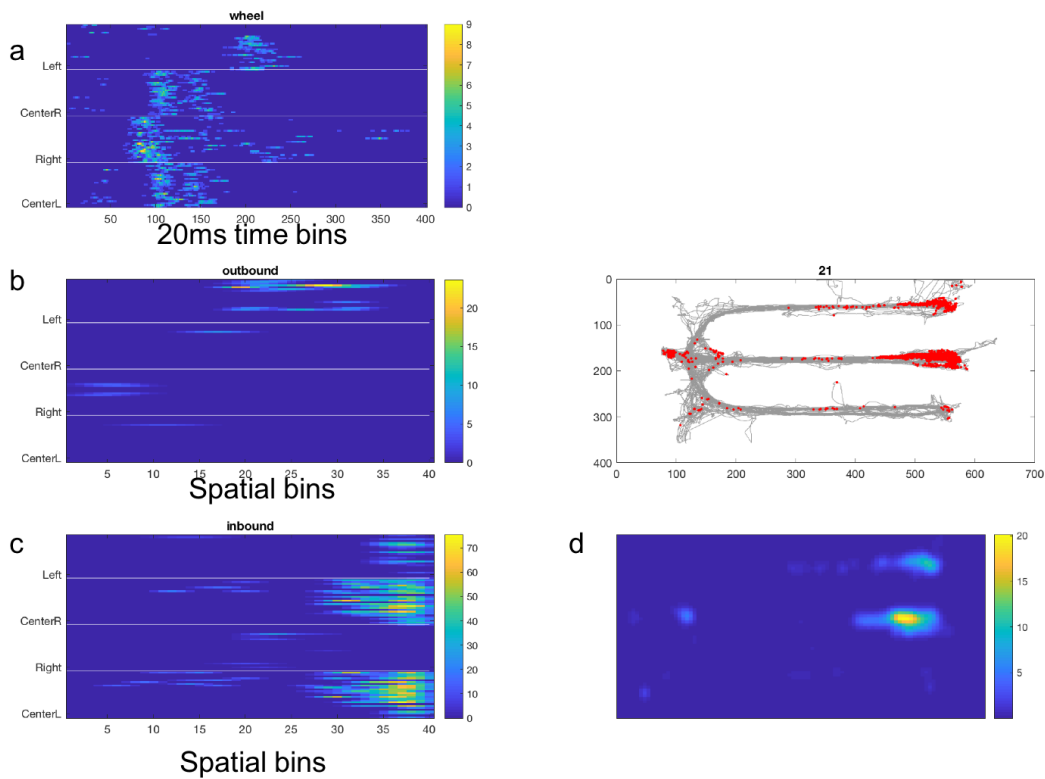 wheel
a
9
8
7
6
5
4
3
2
1
0
Left
CenterR
Right
CenterL
50 100 150 200 250 300 350 400
20ms time bins
b
outbound
20
15
10
5
0
Left
CenterR
Right
CenterL
5 10 15 20 25 30 35 40
Spatial bins
21
0
100
200
300
400
0 100 200 300 400 500 600 700
c
inbound
70
60
50
40
30
20
10
0
Left
CenterR
Right
CenterL
5 10 15 20 25 30 35 40
Spatial bins
d
20
15
10
5